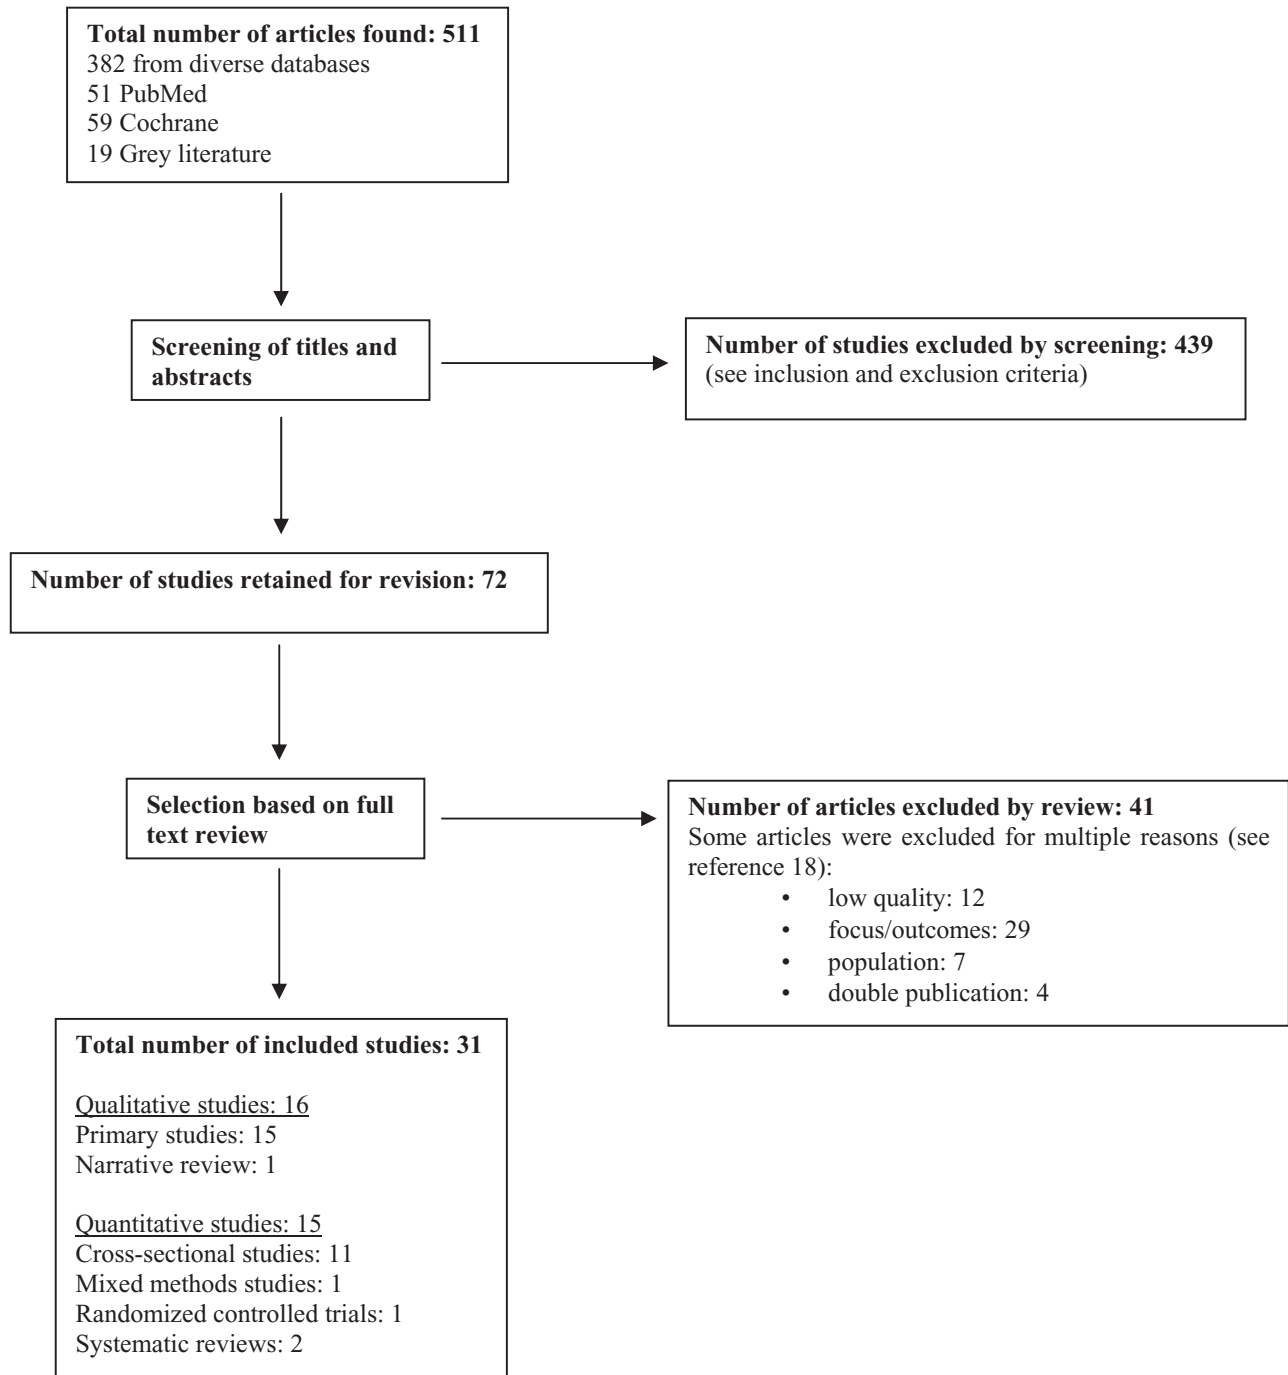 Total number of articles found: 511
382 from diverse databases
51 PubMed
59 Cochrane
19 Grey literature
Screening of titles and
abstracts
Number of studies excluded by screening: 439
(see inclusion and exclusion criteria)
Number of studies retained for revision: 72
Selection based on full
text review
Number of articles excluded by review: 41
Some articles were excluded for multiple reasons (see
reference 18):
• low quality: 12
• focus/outcomes: 29
• population: 7
• double publication: 4
Total number of included studies: 31
Qualitative studies: 16
Primary studies: 15
Narrative review: 1
Quantitative studies: 15
Cross-sectional studies: 11
Mixed methods studies: 1
Randomized controlled trials: 1
Systematic reviews: 2